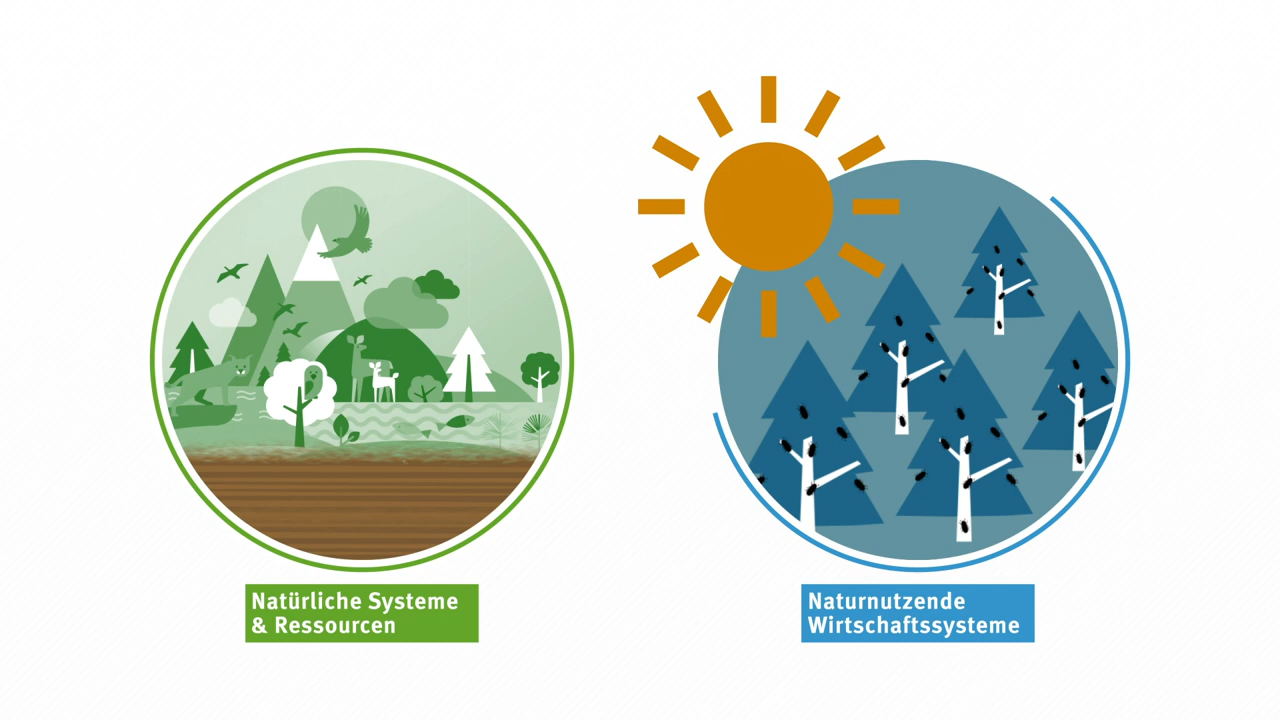 Natürliche Systeme
& Ressourcen
Naturnutzende
Wirtschaftssysteme